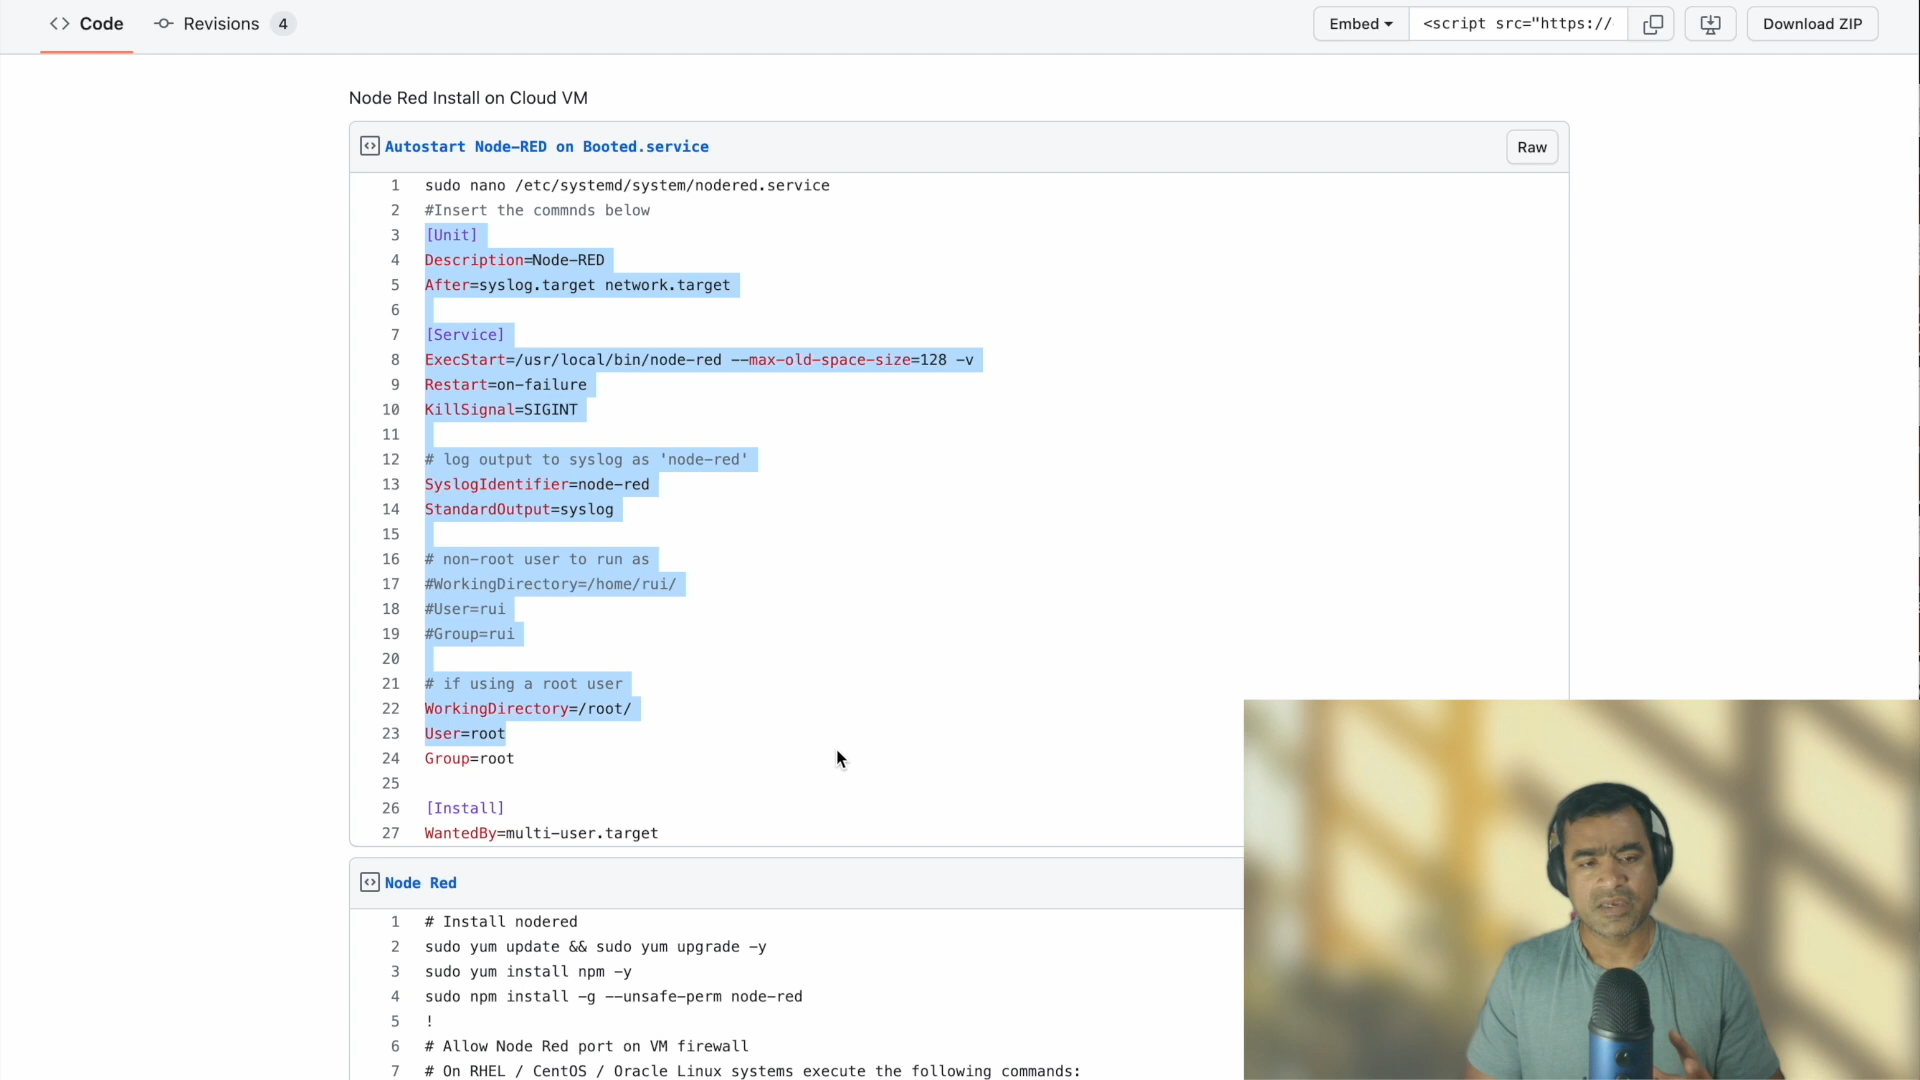 Code
Revisions 4
Embed
<script src="https://
Download ZIP
Node Red Install on Cloud VM
Autostart Node-RED on Booted.service
Raw
1 sudo nano /etc/systemd/system/nodered.service
2 #Insert the commnds below
3 [Unit]
4 Description=Node-RED
5 After=syslog.target network.target
6
7 [Service]
8 ExecStart=/usr/local/bin/node-red --max-old-space-size=128 -v
9 Restart=on-failure
10 KillSignal=SIGINT
11
12 # log output to syslog as 'node-red'
13 SyslogIdentifier=node-red
14 StandardOutput=syslog
15
16 # non-root user to run as
17 #WorkingDirectory=/home/rui/
18 #User=rui
19 #Group=rui
20
21 # if using a root user
22 WorkingDirectory=/root/
23 User=root
24 Group=root
25
26 [Install]
27 WantedBy=multi-user.target
Node Red
1 # Install nodered
2 sudo yum update && sudo yum upgrade -y
3 sudo yum install npm -y
4 sudo npm install -g --unsafe-perm node-red
5 !
6 # Allow Node Red port on VM firewall
7 # On RHEL / CentOS / Oracle Linux systems execute the following commands: